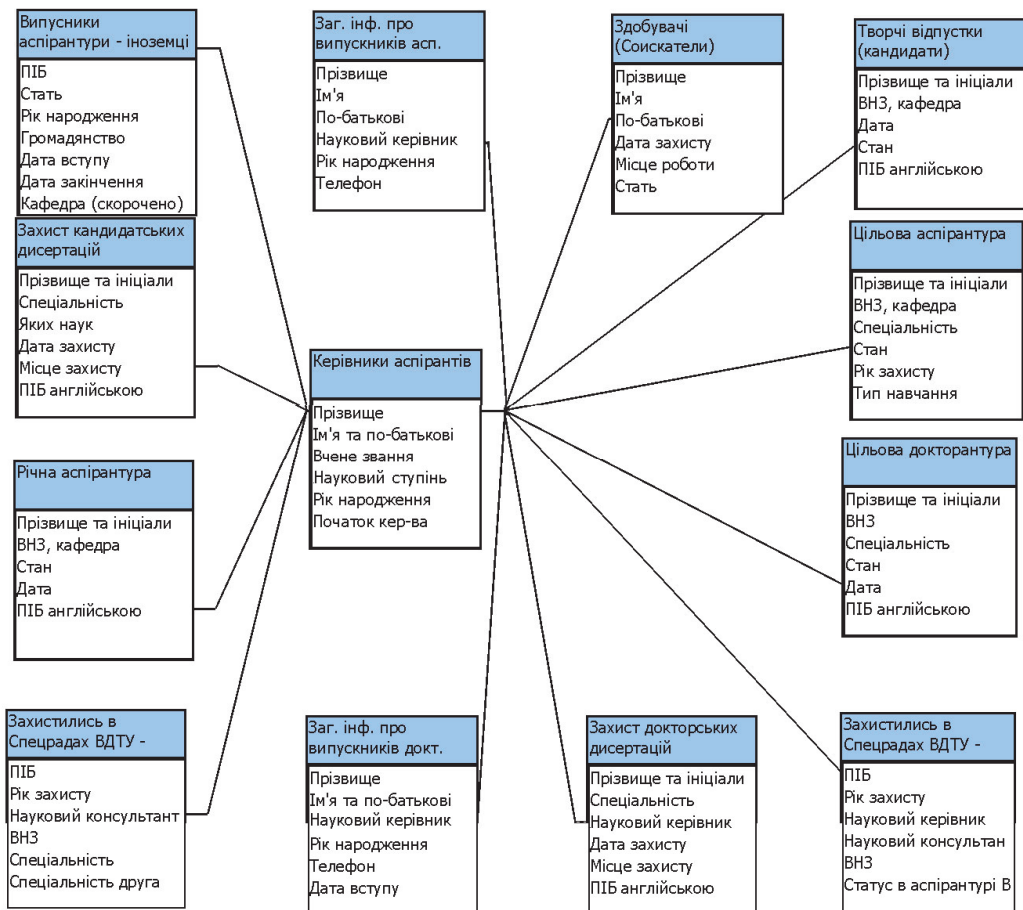 Випусники
аспірантури - іноземці
ПІБ
Стать
Рік народження
Громадянство
Дата вступу
Дата закінчення
Кафедра (скорочено)
Заг. інф. про
випускників асп.
Прізвище
Ім'я
По-батькові
Науковий керівник
Рік народження
Телефон
Здобувачі
(Соискатели)
Прізвище
Ім'я
По-батькові
Дата захисту
Місце роботи
Стать
Творчі відпустки
(кандидати)
Прізвище та ініціали
ВНЗ, кафедра
Дата
Стан
ПІБ англійською
Захист кандидатських
дисертацій
Прізвище та ініціали
Спеціальність
Яких наук
Дата захисту
Місце захисту
ПІБ англійською
Керівники аспірантів
Прізвище
Ім'я та по-батькові
Вчене звання
Науковий ступінь
Рік народження
Початок кер-ва
Цільова аспірантура
Прізвище та ініціали
ВНЗ, кафедра
Спеціальність
Стан
Рік захисту
Тип навчання
Річна аспірантура
Прізвище та ініціали
ВНЗ, кафедра
Стан
Дата
ПІБ англійською
Цільова докторантура
Прізвище та ініціали
ВНЗ
Спеціальність
Стан
Дата
ПІБ англійською
Захистились в
Спецрадах ВДТУ -
ПІБ
Рік захисту
Науковий консультант
ВНЗ
Спеціальність
Спеціальність друга
Заг. інф. про
випускників докт.
Прізвище
Ім'я та по-батькові
Науковий керівник
Рік народження
Телефон
Дата вступу
Захист докторських
дисертацій
Прізвище та ініціали
Спеціальність
Науковий керівник
Дата захисту
Місце захисту
ПІБ англійською
Захистились в
Спецрадах ВДТУ -
ПІБ
Рік захисту
Науковий керівник
Науковий консультан
ВНЗ
Статус в аспірантурі В